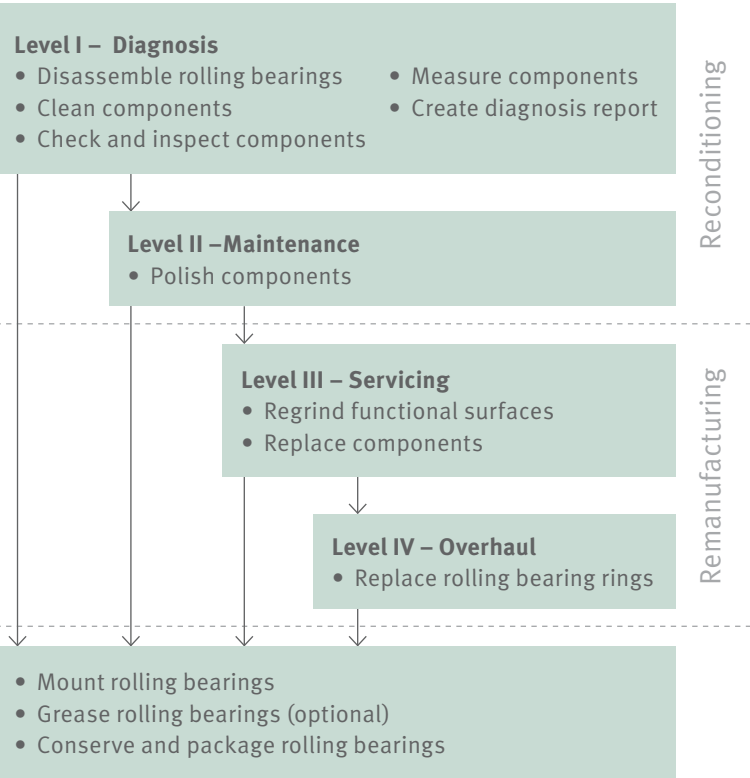 Level I – Diagnosis
• Disassemble rolling bearings
• Clean components
• Check and inspect components
• Measure components
• Create diagnosis report
Reconditioning
Level II –Maintenance
• Polish components
Level III – Servicing
• Regrind functional surfaces
• Replace components
Remanufacturing
Level IV – Overhaul
• Replace rolling bearing rings
• Mount rolling bearings
• Grease rolling bearings (optional)
• Conserve and package rolling bearings